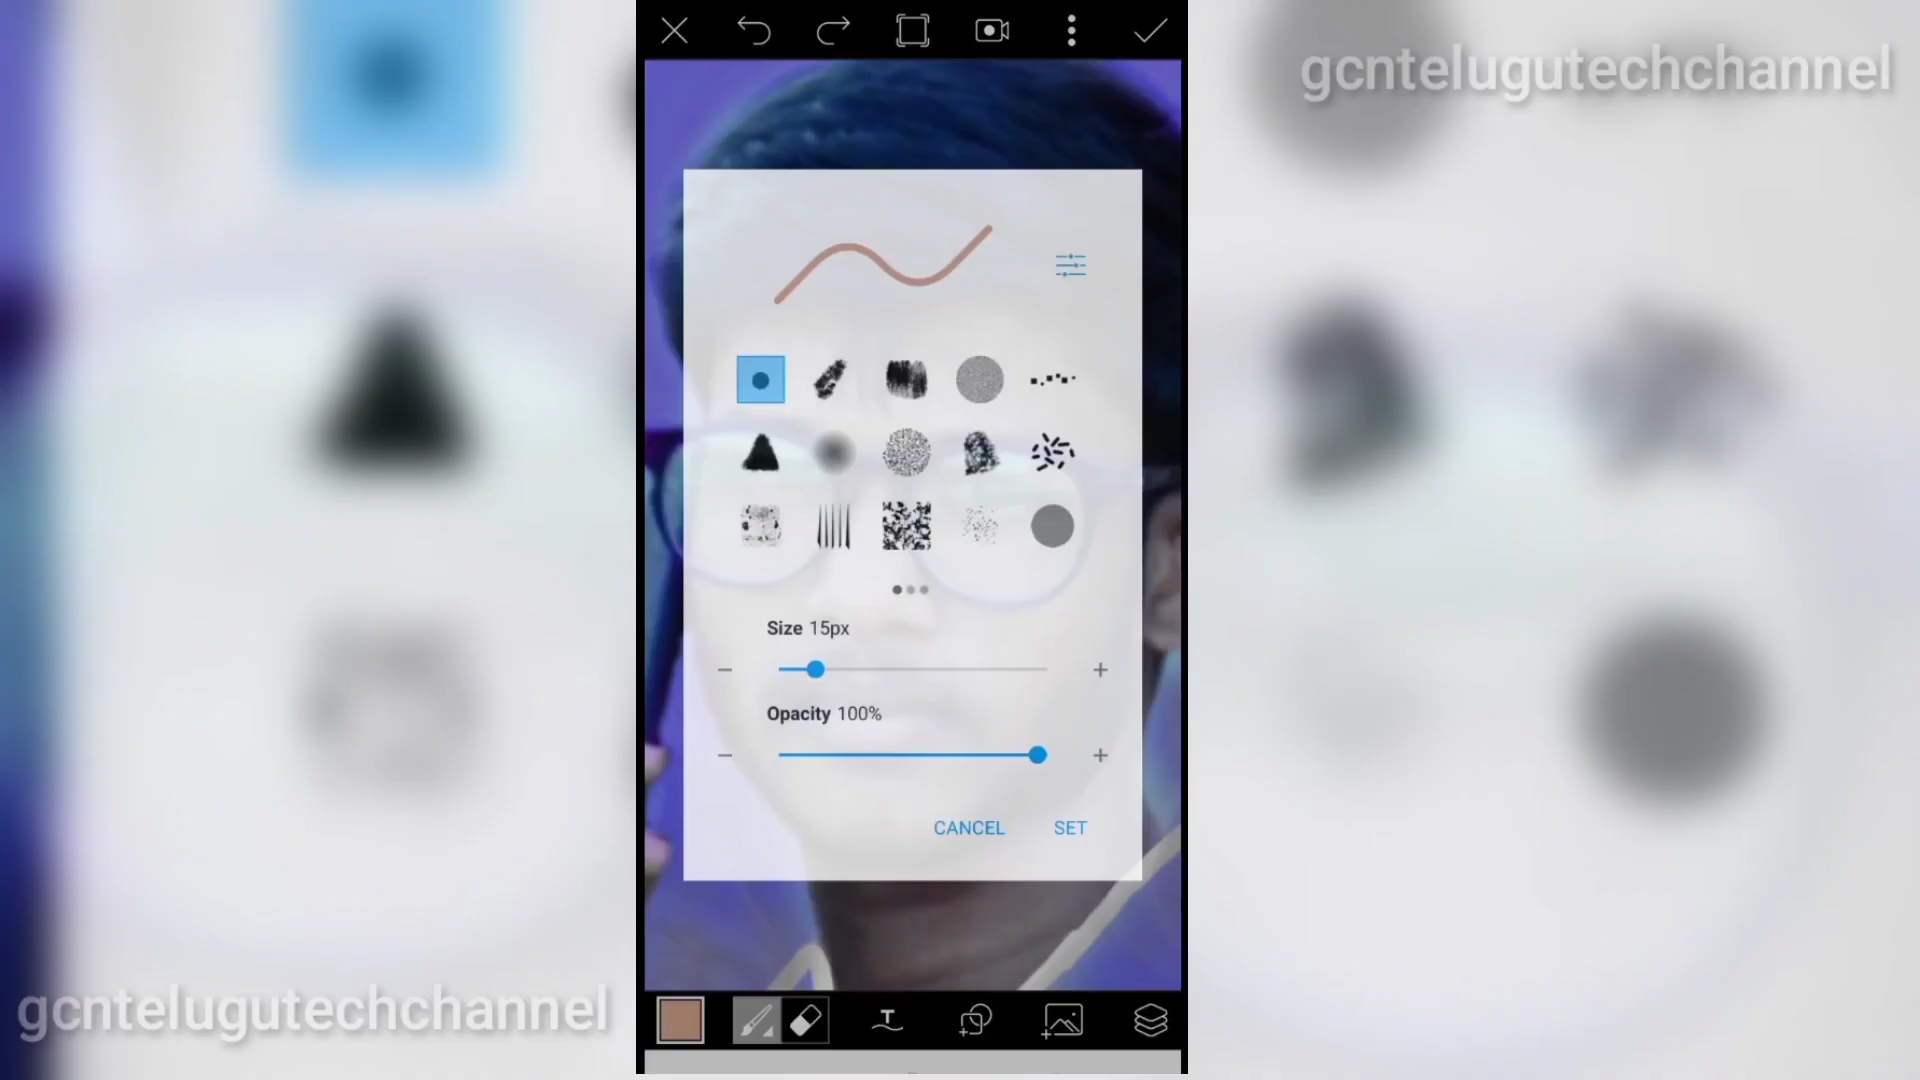 gcntelugutechchannel
Size 15px
Opacity 100%
CANCEL SET
T
gcntelugutechchannel